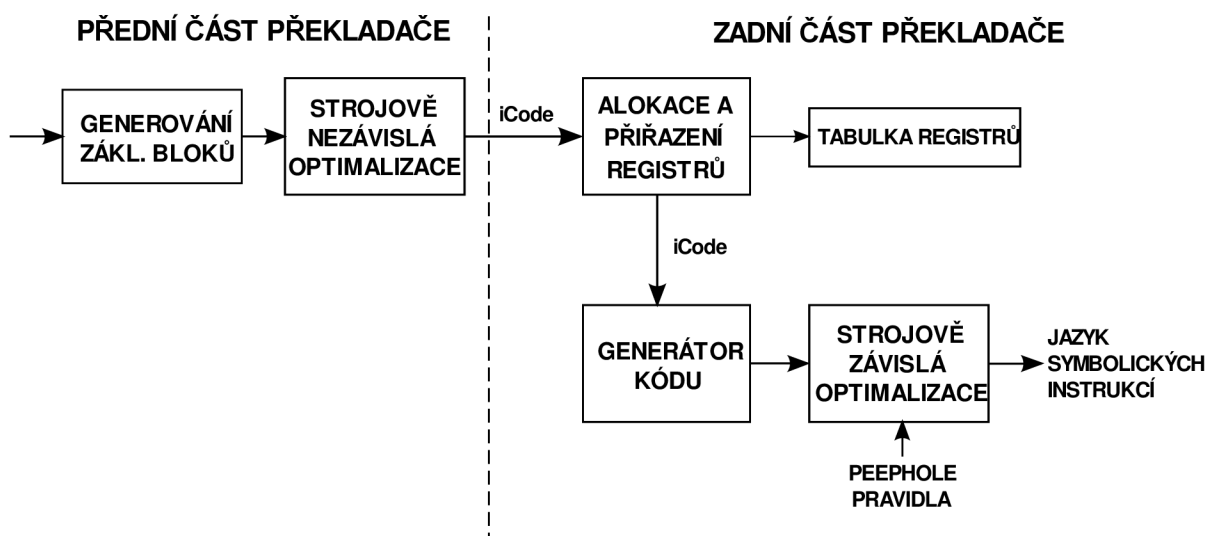 PŘEDNÍ ČÁST PŘEKLADAČE
ZADNÍ ČÁST PŘEKLADAČE
GENEROVÁNÍ
ZÁKL. BLOKŮ
STROJOVĚ
NEZÁVISLÁ
OPTIMALIZACE
iCode
ALOKACE A
PŘIŘAZENÍ
REGISTRŮ
TABULKA REGISTRŮ
iCode
GENERÁTOR
KÓDU
STROJOVĚ
ZÁVISLÁ
OPTIMALIZACE
JAZYK
SYMBOLICKÝCH
INSTRUKCÍ
PEEPHOLE
PRAVIDLA